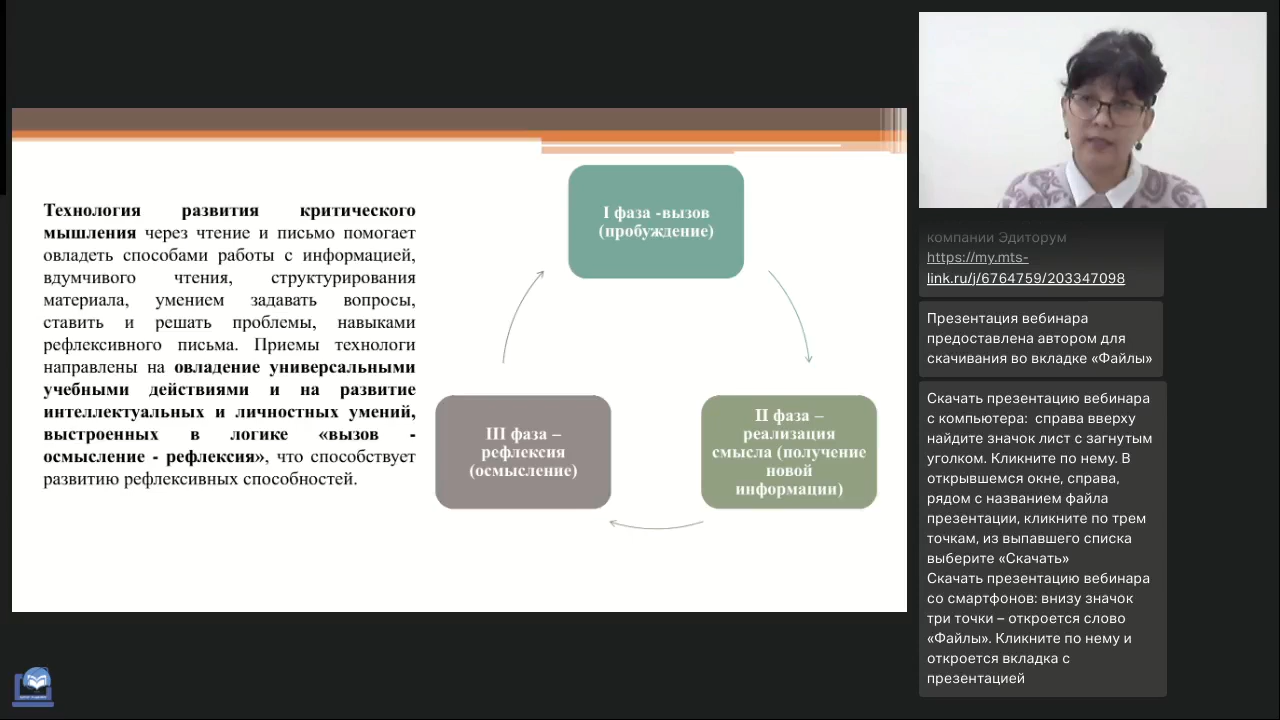 Технология развития критического
мышления через чтение и письмо помогает
овладеть способами работы с информацией,
вдумчивого чтения, структурирования
материала, умением задавать вопросы,
ставить и решать проблемы, навыками
рефлексивного письма. Приемы технологи
направлены на овладение универсальными
учебными действиями и на развитие
интеллектуальных и личностных умений,
выстроенных в логике «вызов -
осмысление - рефлексия», что способствует
развитию рефлексивных способностей.
I фаза -вызов
(пробуждение)
II фаза –
реализация
смысла (получение
новой
информации)
III фаза –
рефлексия
(осмысление)
компании Эдиторум
https://my.mts-
link.ru/j/6764759/203347098
Презентация вебинара
предоставлена автором для
скачивания во вкладке «Файлы»
Скачать презентацию вебинара
с компьютера: справа вверху
найдите значок лист с загнутым
уголком. Кликните по нему. В
открывшемся окне, справа,
рядом с названием файла
презентации, кликните по трем
точкам, из выпавшего списка
выберите «Скачать»
Скачать презентацию вебинара
со смартфонов: внизу значок
три точки – откроется слово
«Файлы». Кликните по нему и
откроется вкладка с
презентацией